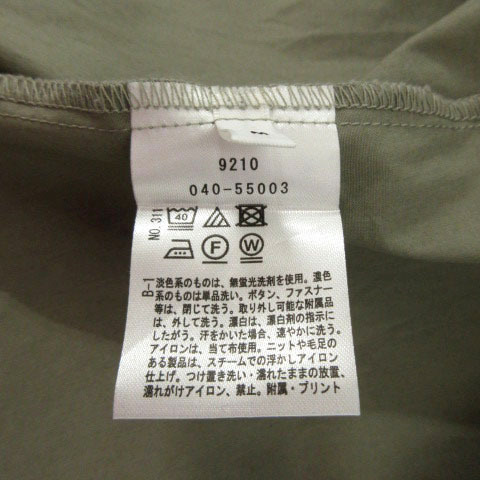 9210
040-55003
NO.311
40
F
W
B-1
淡色系のものは、無蛍光洗剤を使用。濃色
系のものは単品洗い。ボタン、ファスナー
等は、閉じて洗う。取り外し可能な附属品
は、外して洗う。漂白は、漂白剤の指示に
したがう。汗をかいた場合、速やかに洗う。
アイロンは、当て布使用。ニットや毛足の
ある製品は、スチームでの浮かしアイロン
仕上げ。つけ置き洗い・濡れたままの放置、
濡れがけアイロン、禁止。附属・プリント